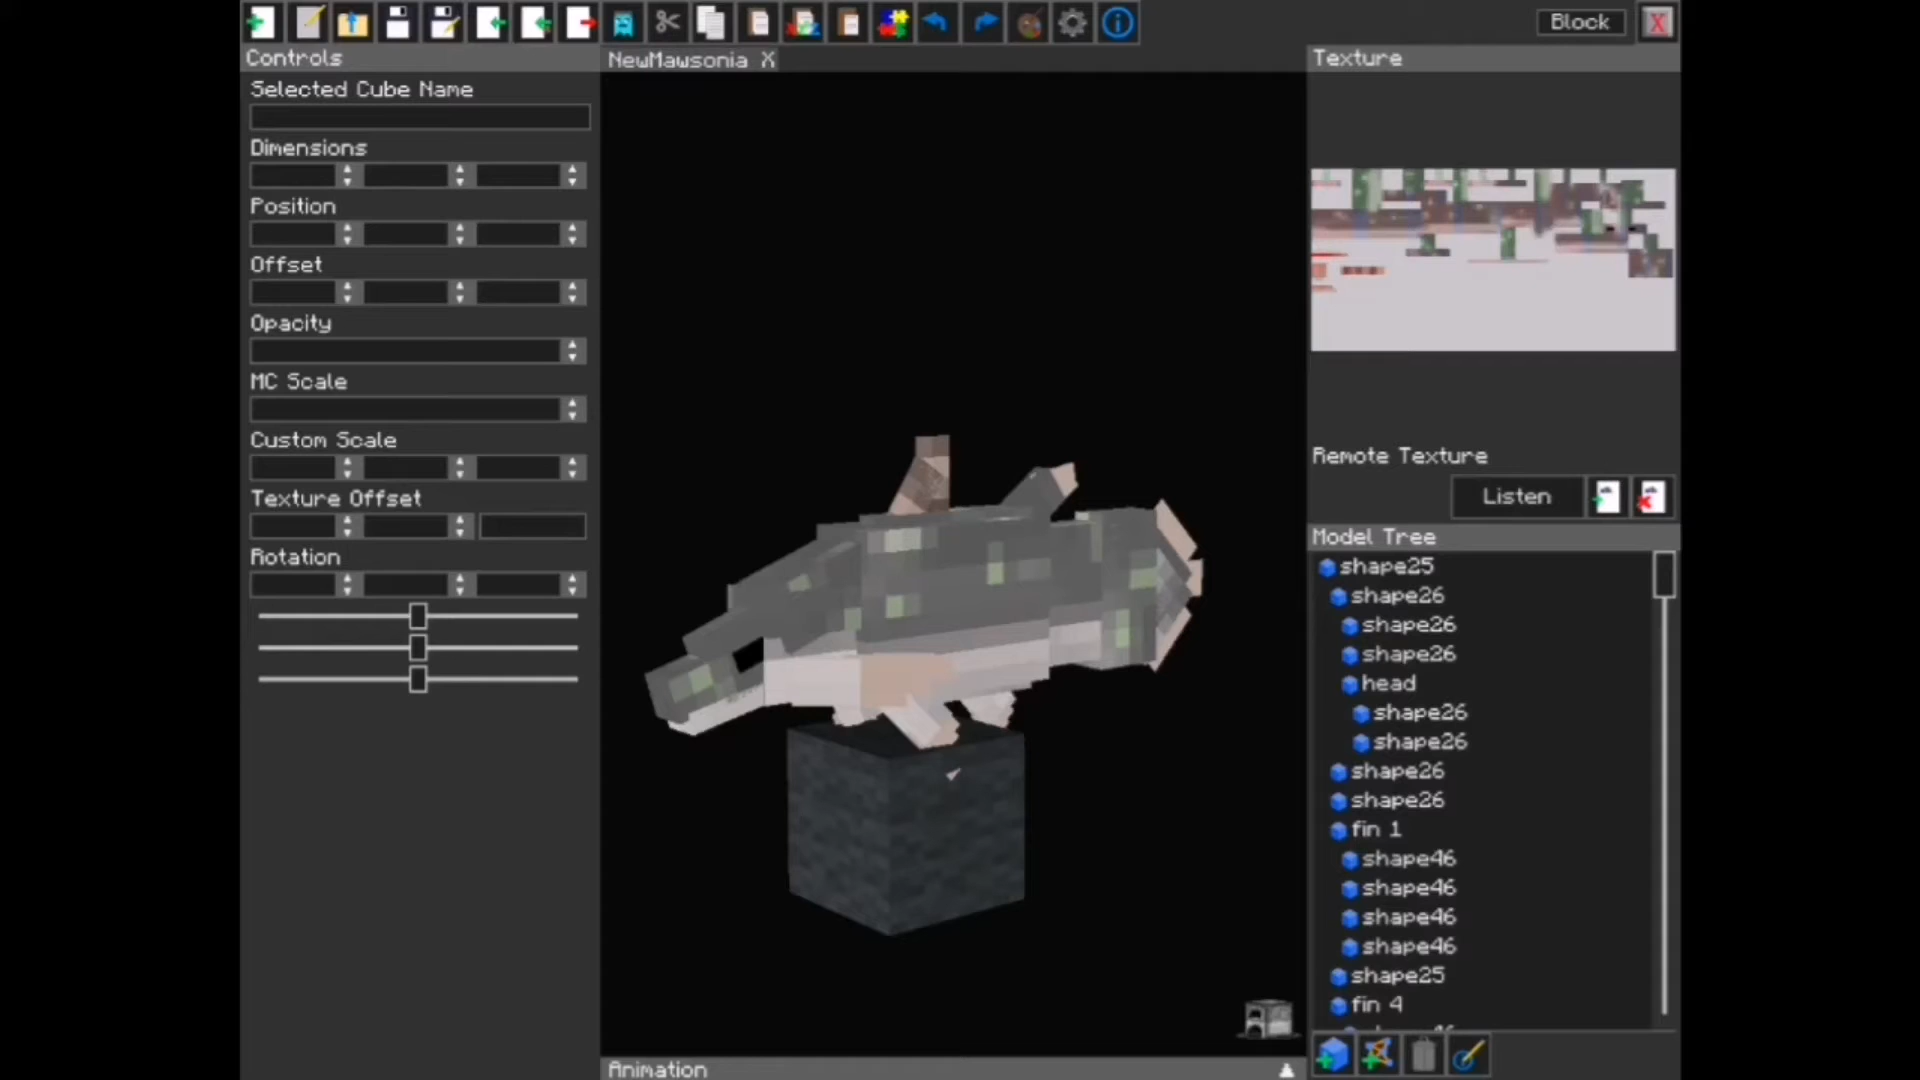 Block
Controls
NewMawsonia X
Texture
Selected Cube Name
Dimensions
Position
Offset
Opacity
MC Scale
Custom Scale
Texture Offset
Rotation
Remote Texture
Listen
Model Tree
shape25
shape26
shape26
shape26
head
shape26
shape26
shape26
shape26
fin 1
shape46
shape46
shape46
shape46
shape25
fin 4
Animation